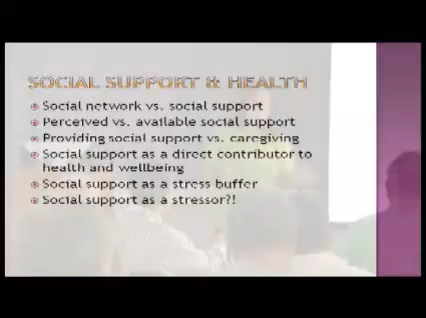 SOCIAL SUPPORT & HEALTH
Social network vs. social support
Perceived vs. available social support
Providing social support vs. caregiving
Social support as a direct contributor to
health and wellbeing
Social support as a stress buffer
Social support as a stressor?!